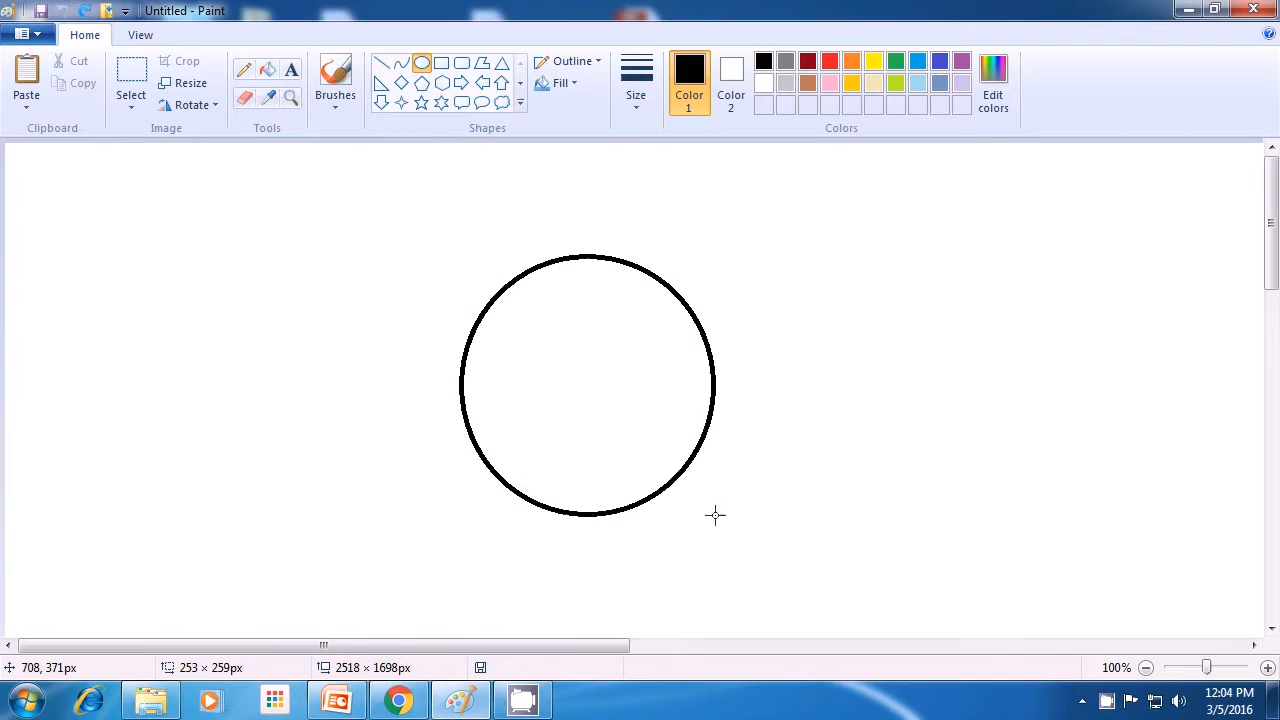 Untitled - Paint
Home
View
Paste
Cut
Copy
Clipboard
Select
Crop
Resize
Rotate
Image
A
Tools
Brushes
Shapes
Outline
Fill
Size
Color
1
Color
2
Edit
colors
Colors
708, 371px
253 × 259px
2518 × 1698px
100%
12:04 PM
3/5/2016